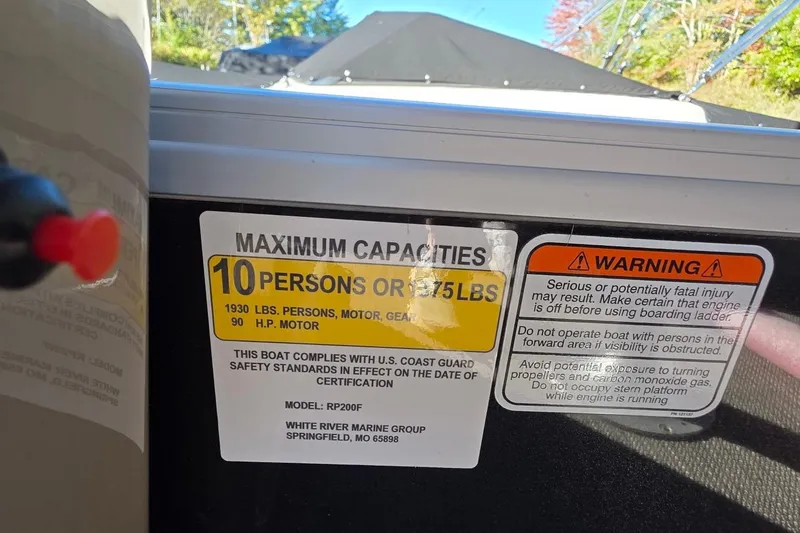 MAXIMUM CAPACITIES
10 PERSONS OR 1375 LBS
1930 LBS. PERSONS, MOTOR, GEAR
90 H.P. MOTOR
THIS BOAT COMPLIES WITH U.S. COAST GUARD
SAFETY STANDARDS IN EFFECT ON THE DATE OF
CERTIFICATION
MODEL: RP200F
WHITE RIVER MARINE GROUP
SPRINGFIELD, MO 65898
WARNING
Serious or potentially fatal injury
may result. Make certain that engine
is off before using boarding ladder.
Do not operate boat with persons in the
forward area if visibility is obstructed.
Avoid potential exposure to turning
propellers and carbon monoxide gas.
Do not occupy stern platform
while engine is running